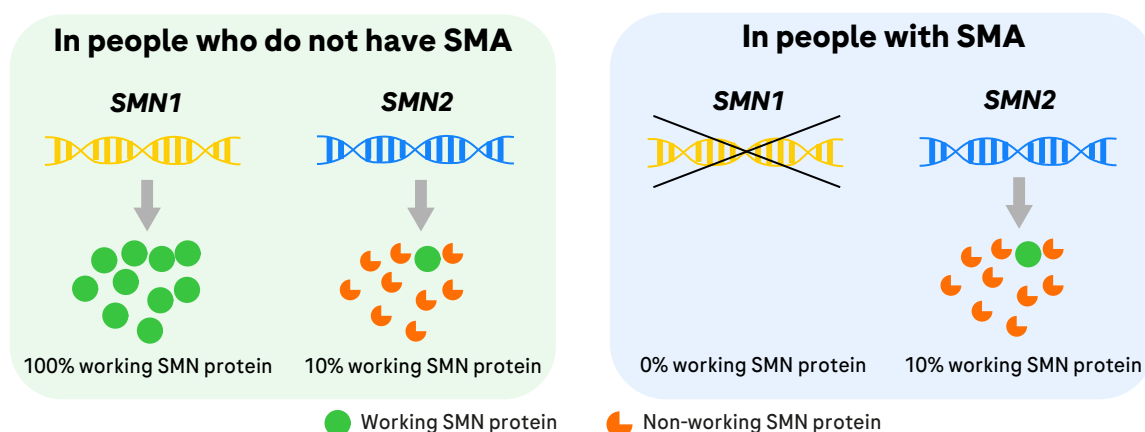 In people who do not have SMA
SMN1
SMN2
100% working SMN protein
10% working SMN protein
In people with SMA
SMN1
SMN2
0% working SMN protein
10% working SMN protein
Working SMN protein
Non-working SMN protein